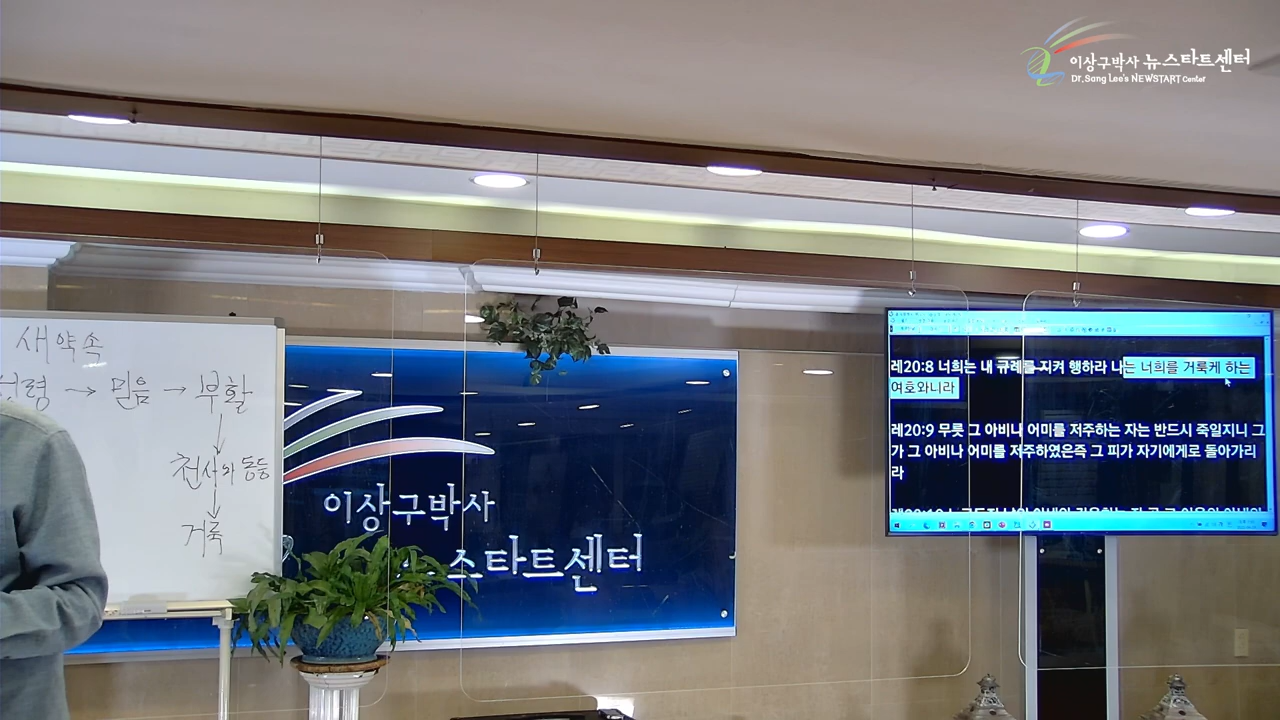 이상구박사 뉴스타트센터
Dr. Sang Lee's NEWSTART Center
새약속
성령 → 믿음 → 부활
천사와 동등
거룩
이상구박사
스타트센터
레20:8 너희는 내 규례를 지켜 행하라 나는 너희를 거룩케 하는
여호와니라
레20:9 무릇 그 아비나 어미를 저주하는 자는 반드시 죽일지니 그
가 그 아비나 어미를 저주하였은즉 그 피가 자기에게로 돌아가리
라